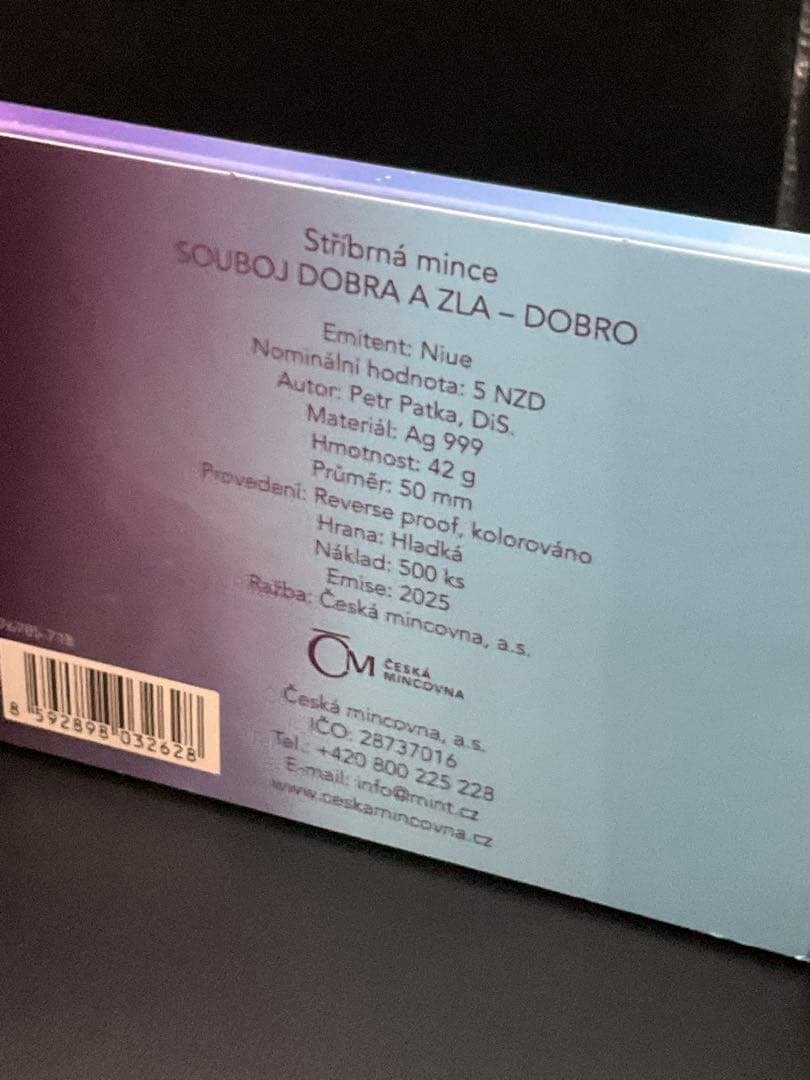 Stříbrná mince
SOUBOJ DOBRA A ZLA – DOBRO
Emitent: Niue
Nominální hodnota: 5 NZD
Autor: Petr Patka, DiS.
Materiál: Ag 999
Hmotnost: 42 g
Průměr: 50 mm
Provedení: Reverse proof, kolorováno
Hrana: Hladká
Náklad: 500 ks
Emise: 2025
Ražba: Česká mincovna, a.s.
ČM ČESKÁ
MINCOVNA
Česká mincovna, a.s.
IČO: 28737016
Tel.: +420 800 225 228
E-mail: info@mint.cz
www.ceskamincovna.cz
8 592898 032628